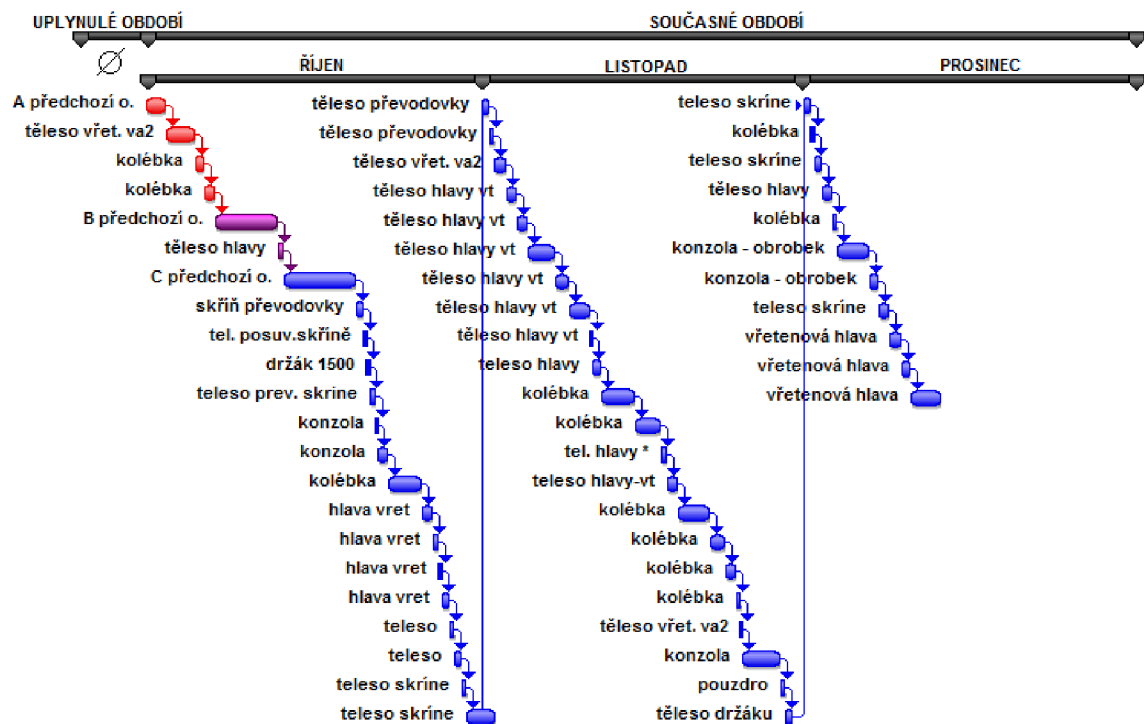 UPLYNULÉ OBDOBÍ
SOUČASNÉ OBDOBÍ
ŘÍJEN
LISTOPAD
PROSINEC
A předchozí o.
těleso vřet. va2
kolébka
kolébka
B předchozí o.
těleso hlavy
C předchozí o.
skříň převodovky
tel. posuv.skříně
držák 1500
teleso prev. skrine
konzola
konzola
kolébka
hlava vret
hlava vret
hlava vret
hlava vret
teleso
teleso
teleso skríne
teleso skríne
těleso převodovky
těleso převodovky
těleso vřet. va2
těleso hlavy vt
těleso hlavy vt
těleso hlavy vt
těleso hlavy vt
těleso hlavy vt
těleso hlavy vt
teleso hlavy
kolébka
kolébka
tel. hlavy *
teleso hlavy-vt
kolébka
kolébka
kolébka
kolébka
těleso vřet. va2
konzola
pouzdro
těleso držáku
teleso skríne
kolébka
teleso skríne
těleso hlavy
kolébka
konzola - obrobek
konzola - obrobek
teleso skríne
vřetenová hlava
vřetenová hlava
vřetenová hlava